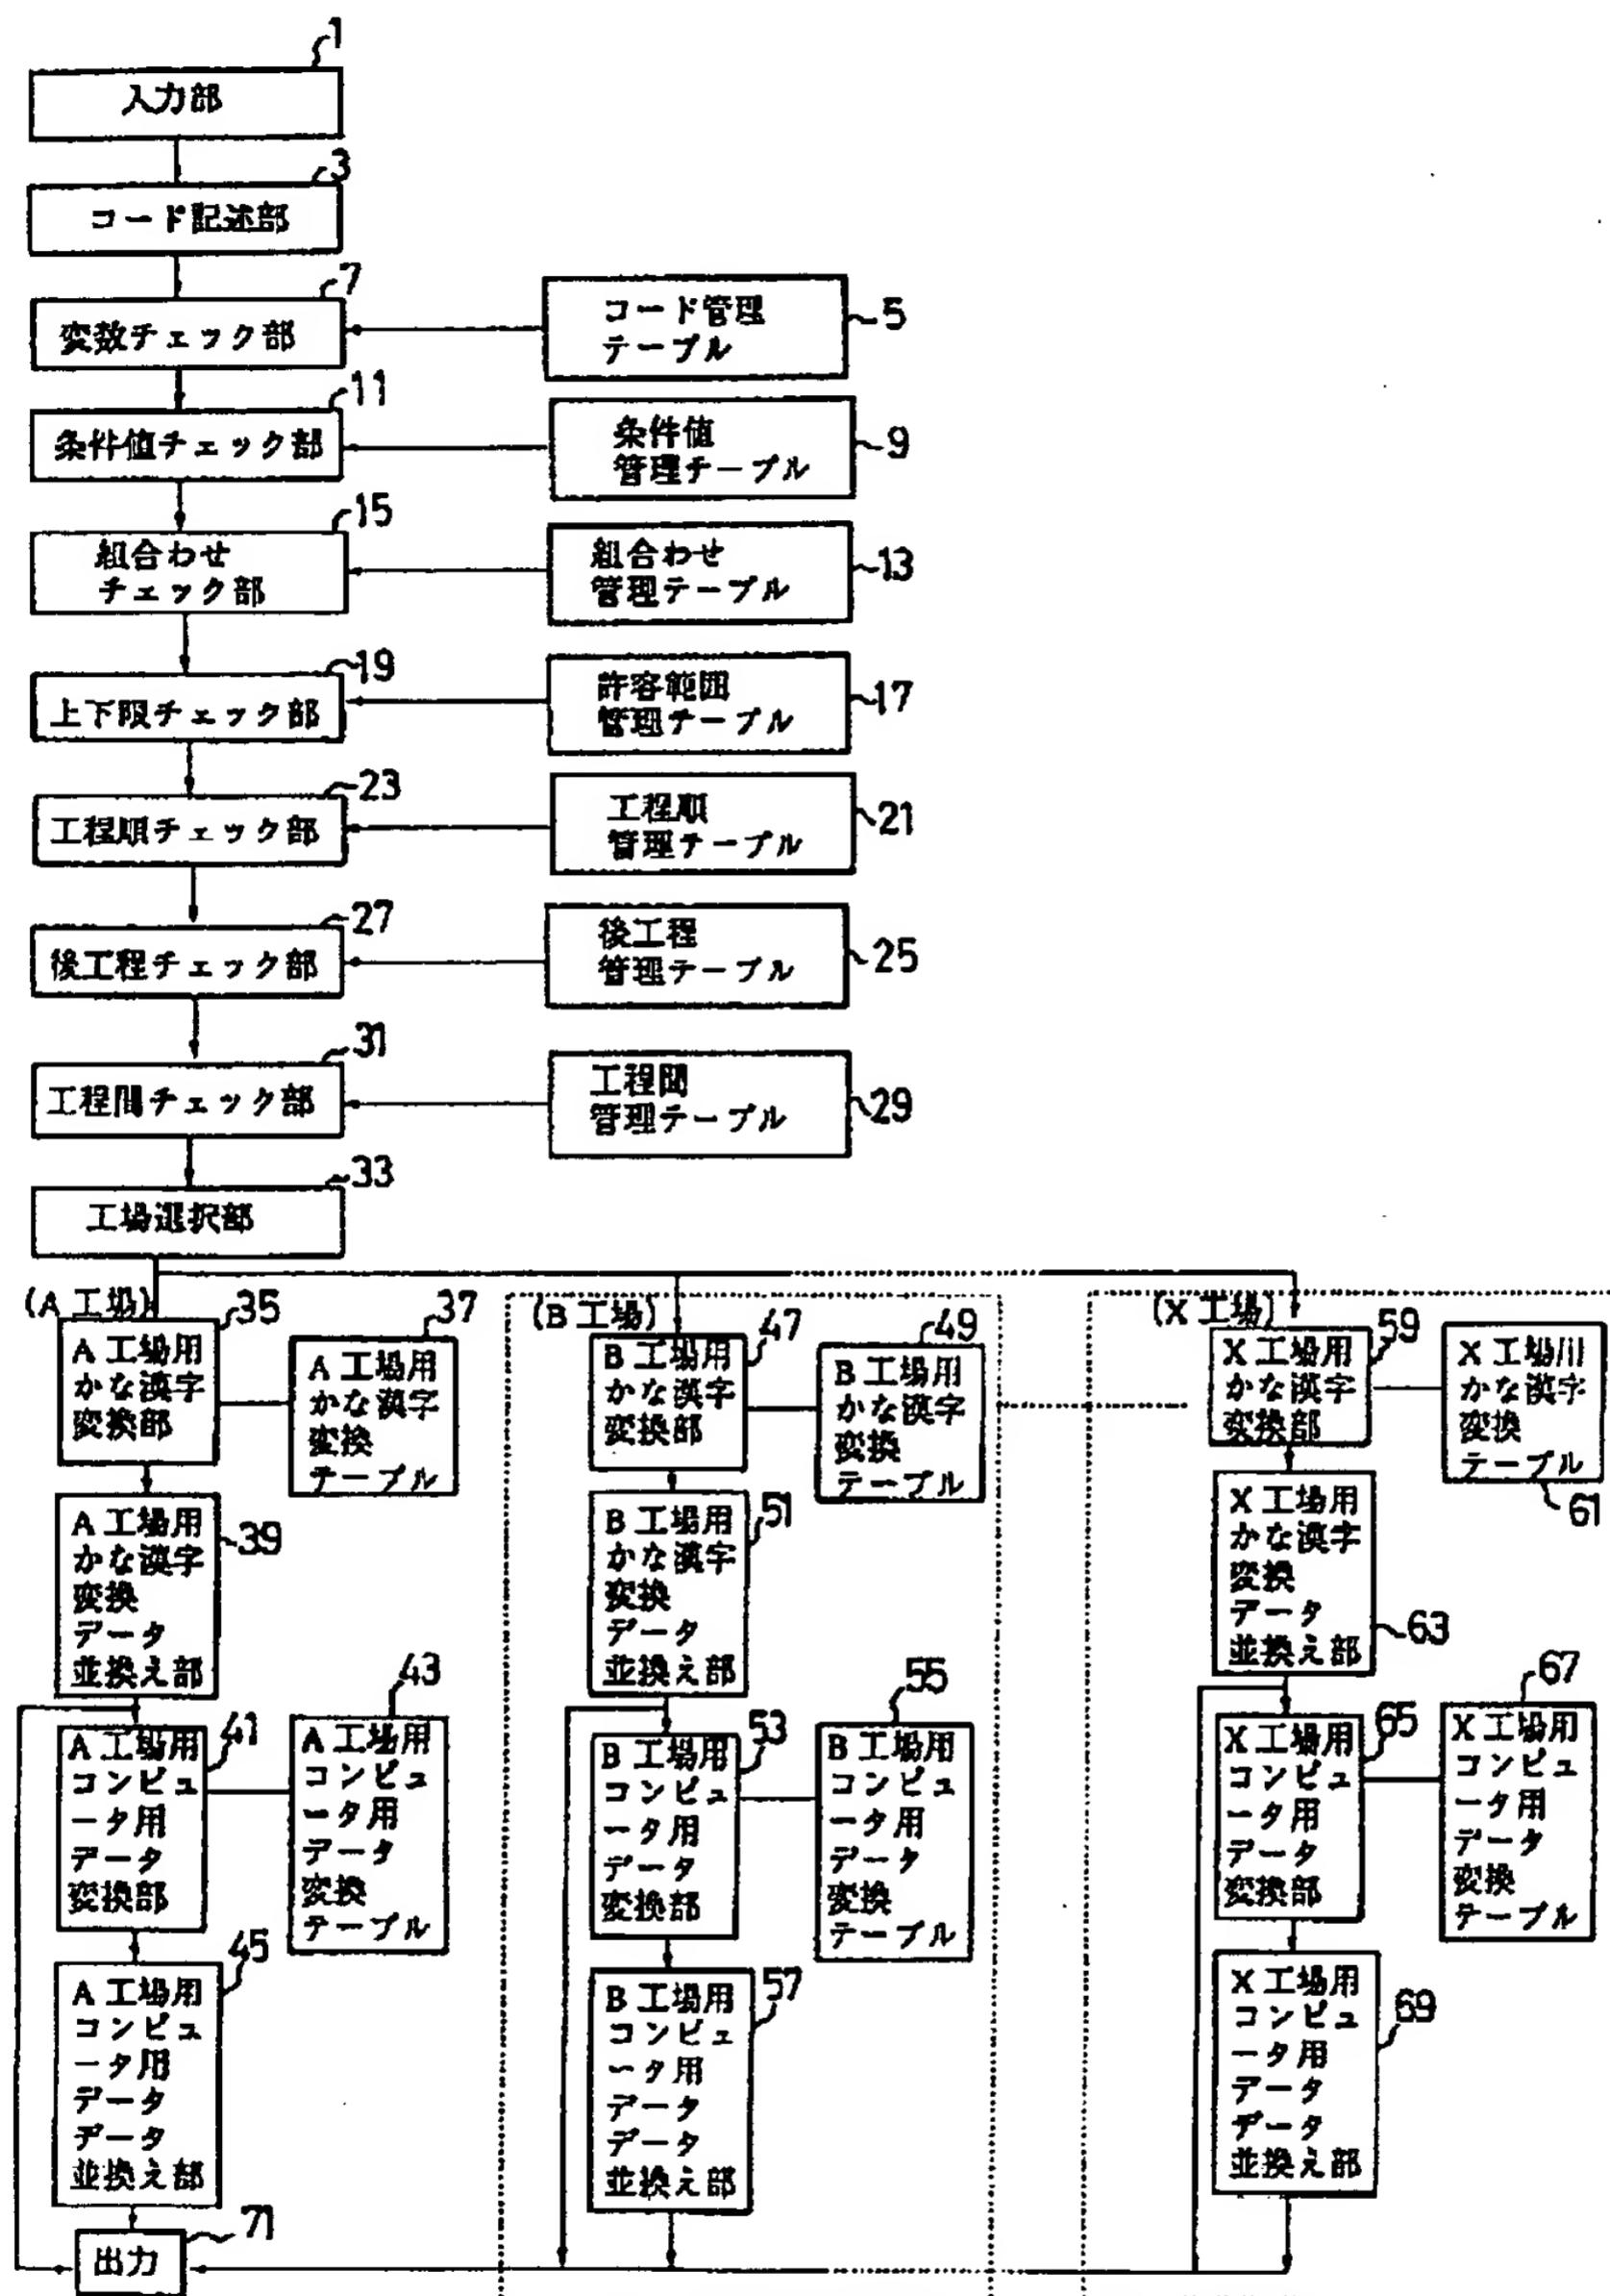 1
入力部
3
コード記述部
7
変数チェック部
コード管理
テーブル
5
11
条件値チェック部
条件値
管理テーブル
9
15
組合わせ
チェック部
組合わせ
管理テーブル
13
19
上下限チェック部
許容範囲
管理テーブル
17
23
工程順チェック部
工程順
管理テーブル
21
27
後工程チェック部
後工程
管理テーブル
25
31
工程間チェック部
工程間
管理テーブル
29
33
工場選択部
(A工場)
35
A工場用
かな漢字
変換部
37
A工場用
かな漢字
変換
テーブル
39
A工場用
かな漢字
変換
データ
並換え部
41
A工場用
コンピュ
ータ用
データ
変換部
43
A工場用
コンピュ
ータ用
データ
変換
テーブル
45
A工場用
コンピュ
ータ用
データ
データ
並換え部
71
出力
(B工場)
47
B工場用
かな漢字
変換部
49
B工場用
かな漢字
変換
テーブル
51
B工場用
かな漢字
変換
データ
並換え部
53
B工場用
コンピュ
ータ用
データ
変換部
55
B工場用
コンピュ
ータ用
データ
変換
テーブル
57
B工場用
コンピュ
ータ用
データ
データ
並換え部
(X工場)
59
X工場用
かな漢字
変換部
X工場川
かな漢字
変換
テーブル
61
X工場用
かな漢字
変換
データ
並換え部
63
65
X工場用
コンピュ
ータ用
データ
変換部
67
X工場用
コンピュ
ータ用
データ
変換
テーブル
X工場用
コンピュ
ータ用
データ
データ
並換え部
69